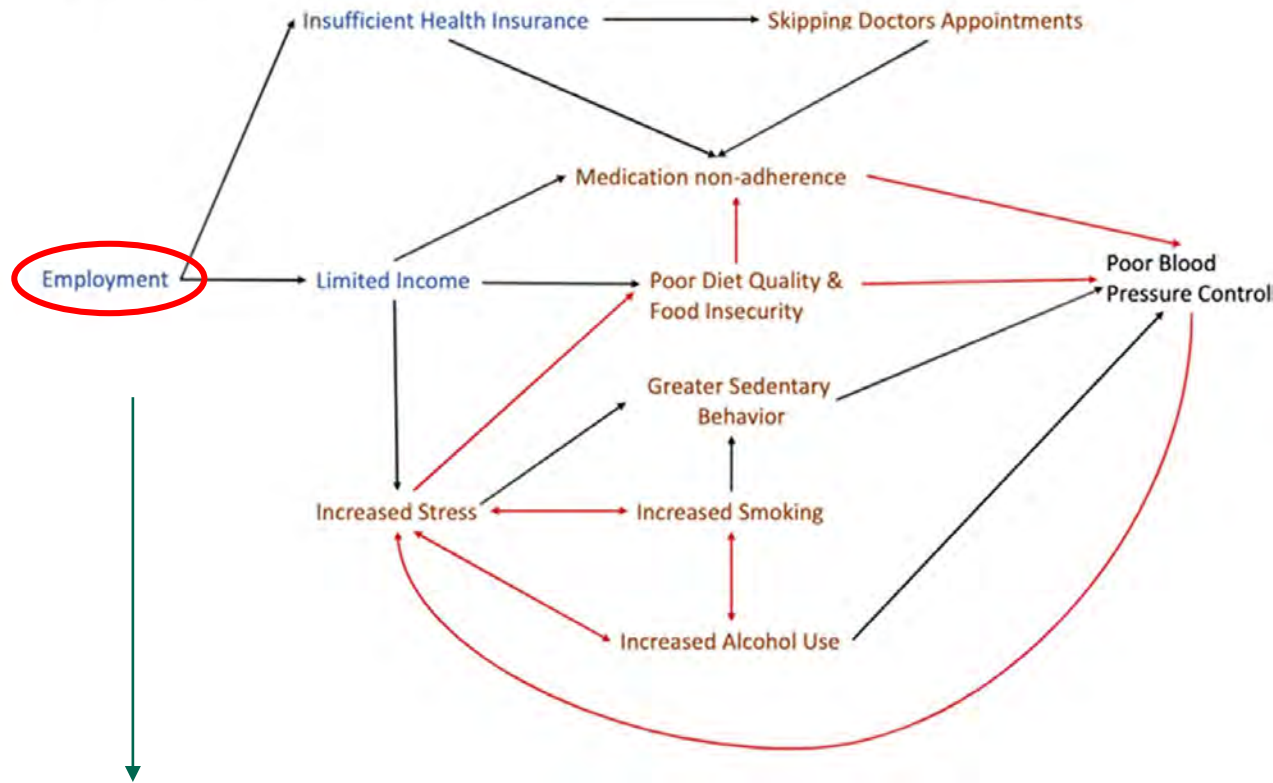 Insufficient Health Insurance
Skipping Doctors Appointments
Medication non-adherence
Employment
Limited Income
Poor Diet Quality &
Food Insecurity
Poor Blood
Pressure Control
Greater Sedentary
Behavior
Increased Stress
Increased Smoking
Increased Alcohol Use